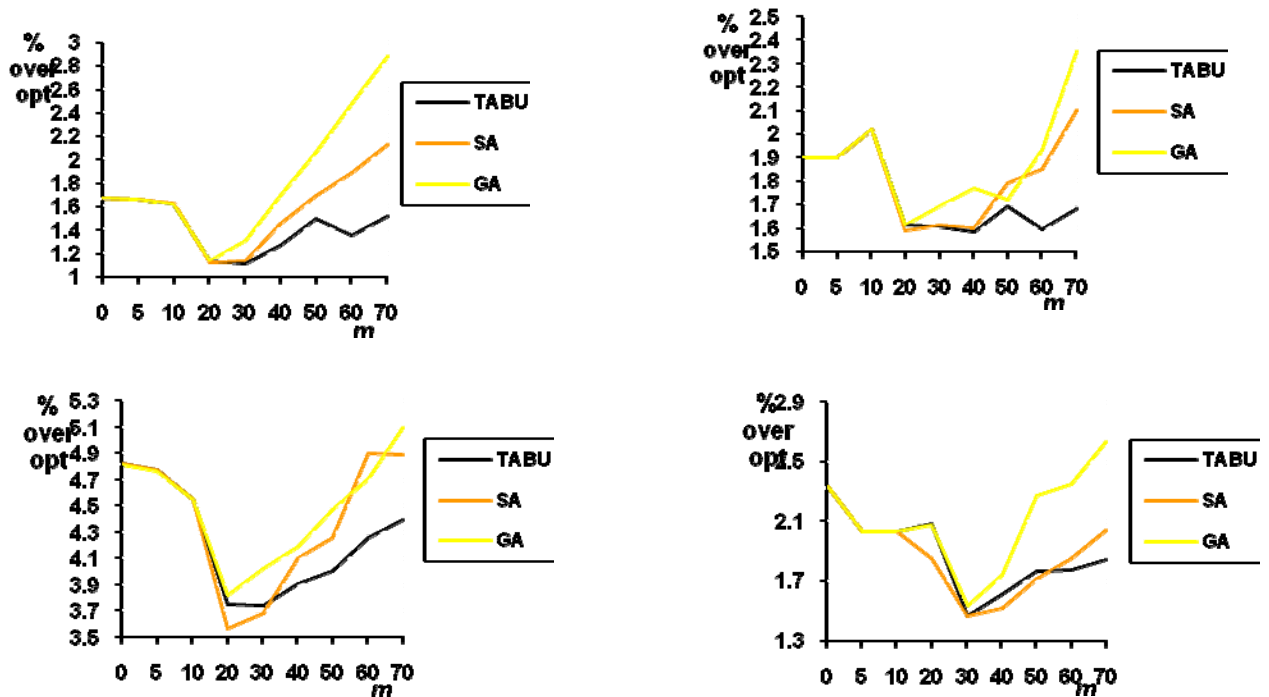 %
over
opt
3
2.8
2.6
2.4
2.2
2
1.8
1.6
1.4
1.2
1
0 5 10 20 30 40 50 60 70
m
TABU
SA
GA
%
over
opt
2.5
2.4
2.3
2.2
2.1
2
1.9
1.8
1.7
1.6
1.5
0 5 10 20 30 40 50 60 70
m
TABU
SA
GA
%
over
opt
5.3
5.1
4.9
4.7
4.5
4.3
4.1
3.9
3.7
3.5
0 5 10 20 30 40 50 60 70
m
TABU
SA
GA
%
over
opt
2.9
2.5
2.1
1.7
1.3
0 5 10 20 30 40 50 60 70
m
TABU
SA
GA